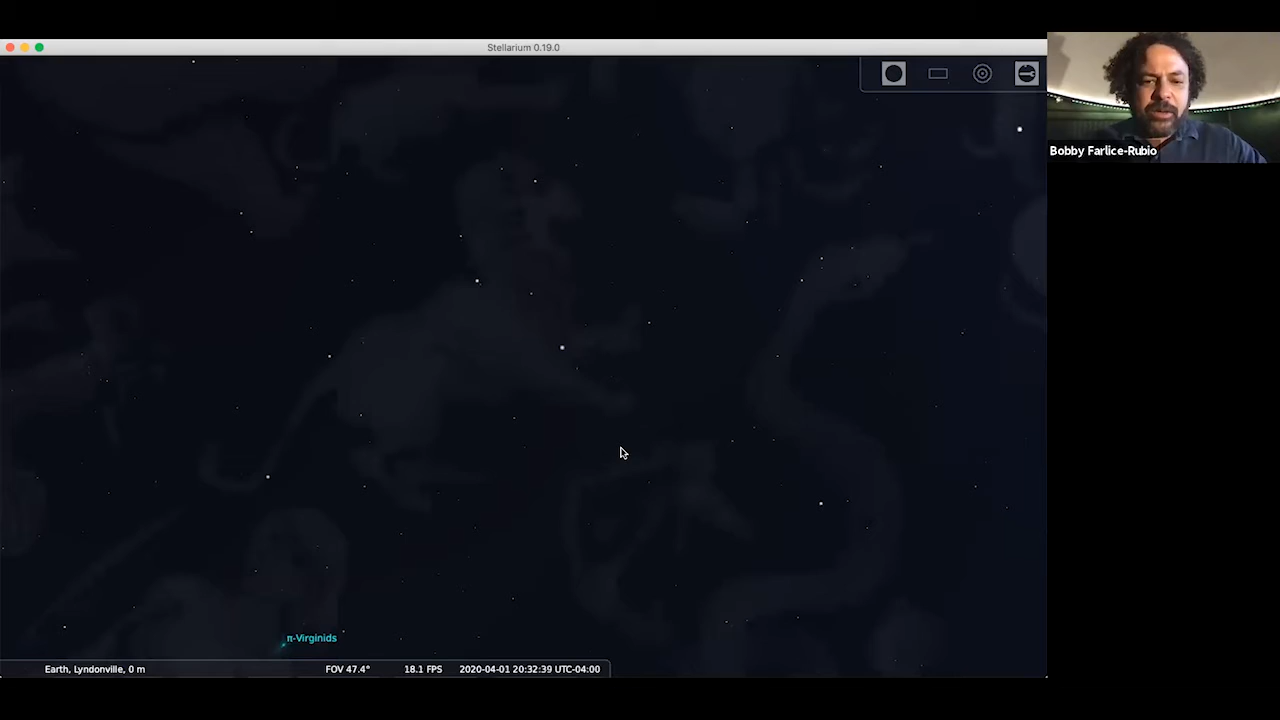 Stellarium 0.19.0
Bobby Farlice-Rubio
π-Virginids
Earth, Lyndonville, 0 m FOV 47.4° 18.1 FPS 2020-04-01 20:32:39 UTC-04:00